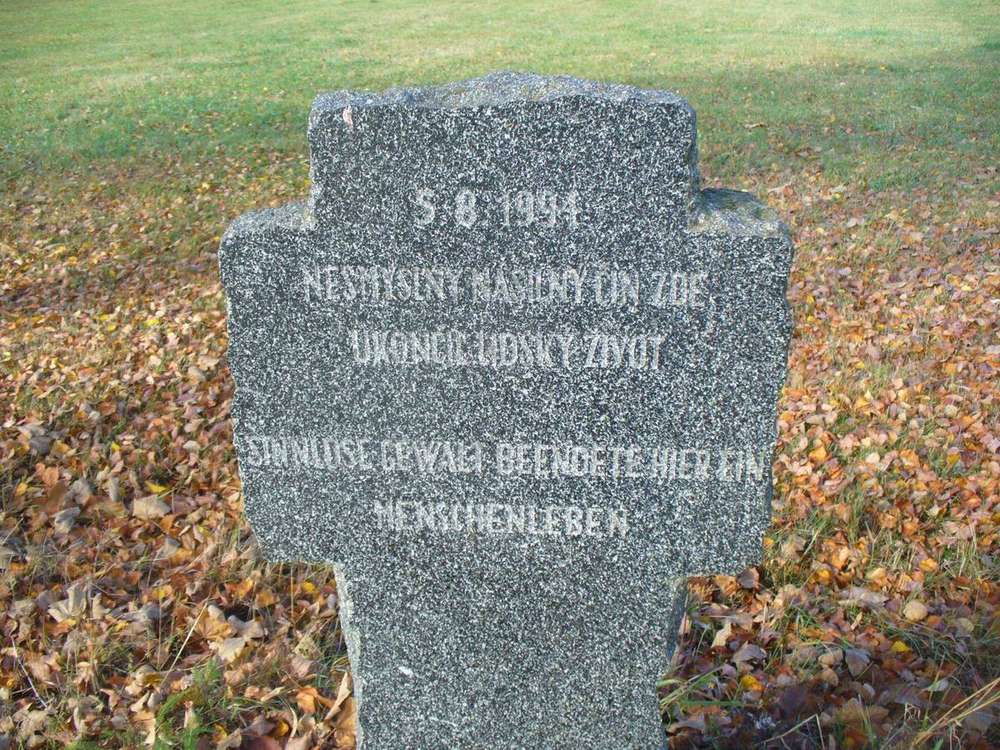 5 8 1994
NESMYSLNÝ NÁSILNÝ ČIN ZDE
UKONČIL LIDSKÝ ŽIVOT
SINNLOSE GEWALT BEENDETE HIER EIN
MENSCHENLEBEN